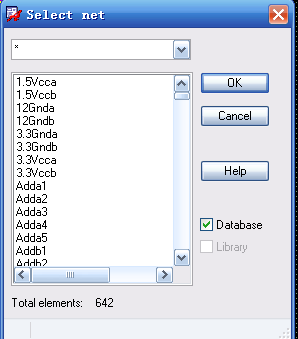 Select net
*
1.5Vcca
1.5Vccb
12Gnda
12Gndb
3.3Gnda
3.3Gndb
3.3Vcca
3.3Vccb
Adda1
Adda2
Adda3
Adda4
Adda5
Addb1
Addb2
OK
Cancel
Help
Database
Library
Total elements: 642